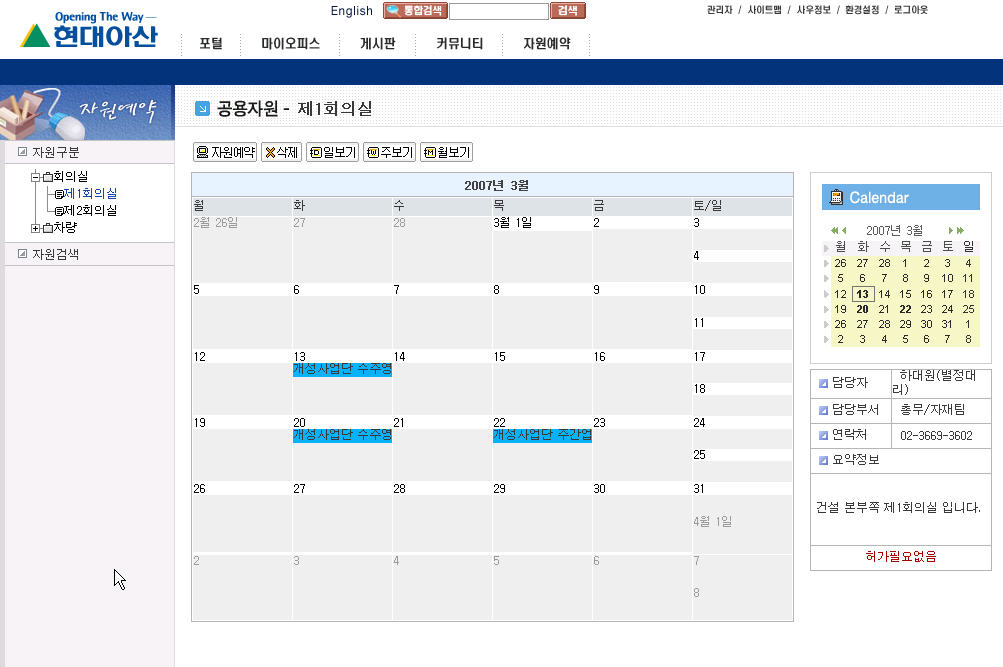 Opening The Way
현대아산
English 통합검색 검색
관리자 / 사이트맵 / 사우정보 / 환경설정 / 로그아웃
포털 마이오피스 게시판 커뮤니티 자원예약
자원예약
자원구분
회의실
제1회의실
제2회의실
차량
자원검색
공용자원 - 제1회의실
자원예약 삭제 일보기 주보기 월보기
2007년 3월
월 화 수 목 금 토/일
2월 26일 27 28 3월 1일 2 3
4
5 6 7 8 9 10
11
12 13 14 15 16 17
개성사업단 수주영
18
19 20 21 22 23 24
개성사업단 수주영 개성사업단 주간업
25
26 27 28 29 30 31
4월 1일
2 3 4 5 6 7
8
Calendar
2007년 3월
월 화 수 목 금 토 일
26 27 28 1 2 3 4
5 6 7 8 9 10 11
12 13 14 15 16 17 18
19 20 21 22 23 24 25
26 27 28 29 30 31 1
2 3 4 5 6 7 8
담당자 하대원(별정대
리)
담당부서 총무/자재팀
연락처 02-3669-3602
요약정보
건설 본부쪽 제1회의실 입니다.
허가필요없음